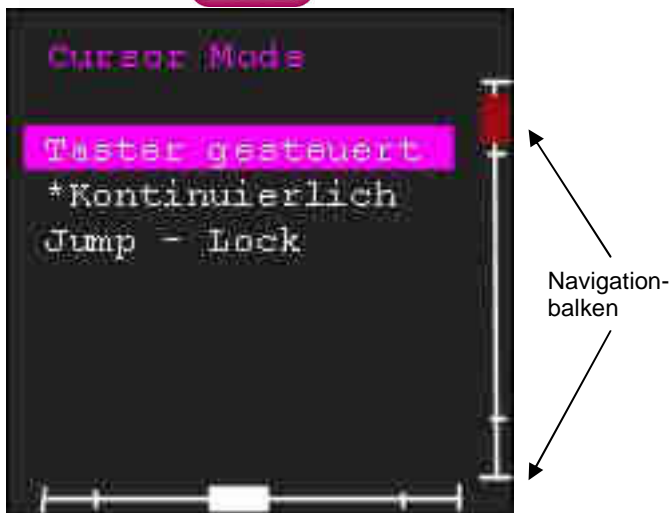 Cursor Mode
Taster gesteuert
*Kontinuierlich
Jump - Lock
Navigation-
balken